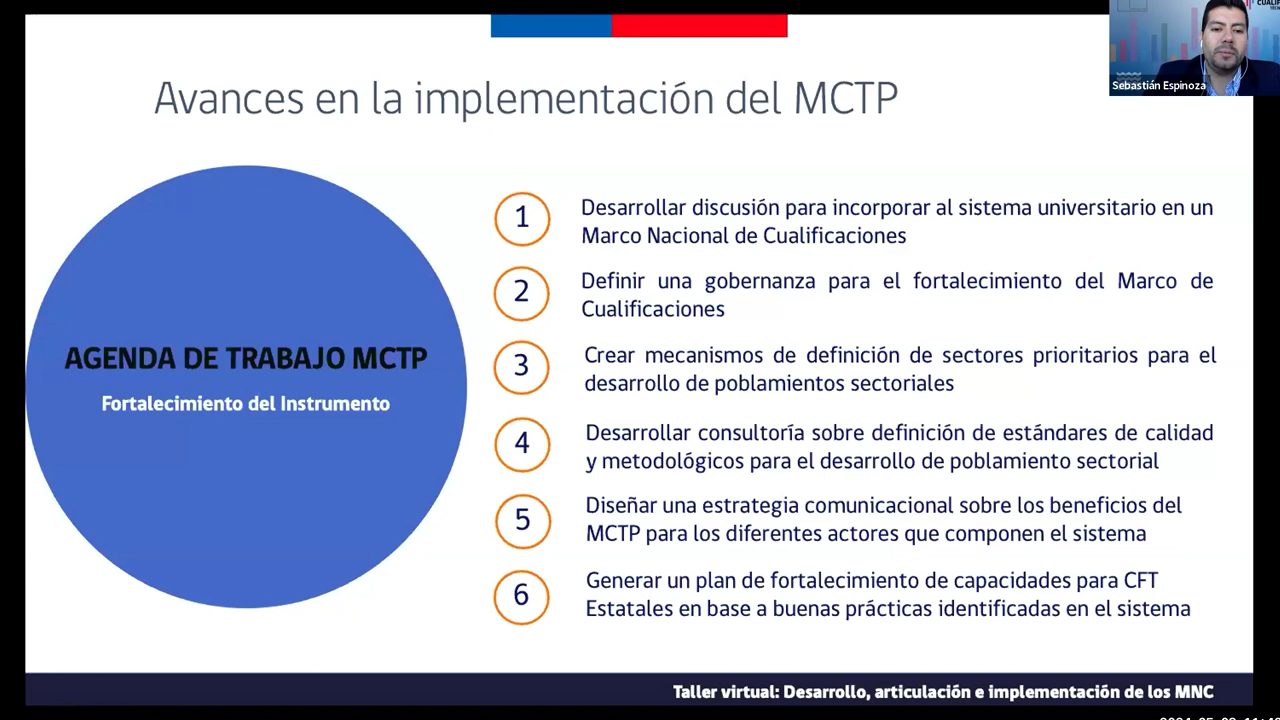 CUALIF
Sebastián Espinoza
Avances en la implementación del MCTP
AGENDA DE TRABAJO MCTP
Fortalecimiento del Instrumento
1
Desarrollar discusión para incorporar al sistema universitario en un
Marco Nacional de Cualificaciones
2
Definir una gobernanza para el fortalecimiento del Marco de
Cualificaciones
3
Crear mecanismos de definición de sectores prioritarios para el
desarrollo de poblamientos sectoriales
4
Desarrollar consultoría sobre definición de estándares de calidad
y metodológicos para el desarrollo de poblamiento sectorial
5
Diseñar una estrategia comunicacional sobre los beneficios del
MCTP para los diferentes actores que componen el sistema
6
Generar un plan de fortalecimiento de capacidades para CFT
Estatales en base a buenas prácticas identificadas en el sistema
Taller virtual: Desarrollo, articulación e implementación de los MNC